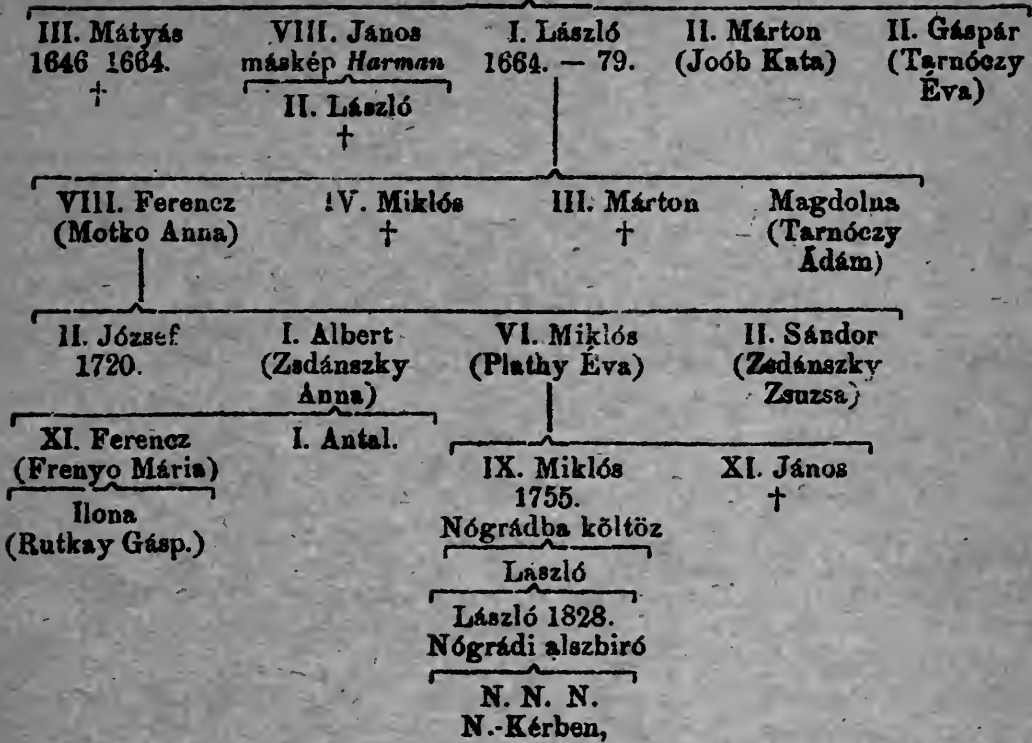 III. Mátyás VIII. János I. László II. Márton II. Gáspár
1646 1664. máskép Harman 1664. — 79. (Joób Kata) (Tarnóczy
† Éva)
II. László
†
VIII. Ferencz IV. Miklós III. Márton Magdolna
(Motko Anna) † † (Tarnóczy
Ádám)
II. József I. Albert VI. Miklós II. Sándor
1720. (Zsdánszky (Plathy Éva) (Zsdánszky
Anna) Zsuzsa)
XI. Ferencz I. Antal.
(Frenyo Mária) IX. Miklós XI. János
1755. †
Ilona Nógrádba költöz
(Rutkay Gásp.)
László
László 1828.
Nógrádi alszbiró
N. N. N.
N.-Kérben,